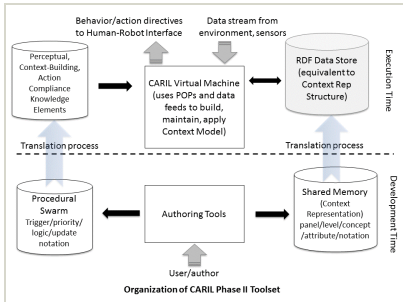 Behavior/action directives
to Human-Robot Interface
Data stream from
environment, sensors
Perceptual,
Context-Building,
Action
Compliance
Knowledge
Elements
CARIL Virtual Machine
(uses POPs and data
feeds to build,
maintain, apply
Context Model)
RDF Data Store
(equivalent to
Context Rep
Structure)
Execution Time
Translation process
Translation process
Development Time
Procedural
Swarm
Trigger/priority/
logic/update
notation
Authoring Tools
Shared Memory
(Context
Representation)
panel/level/concept
/attribute/notation
User/author
Organization of CARIL Phase II Toolset